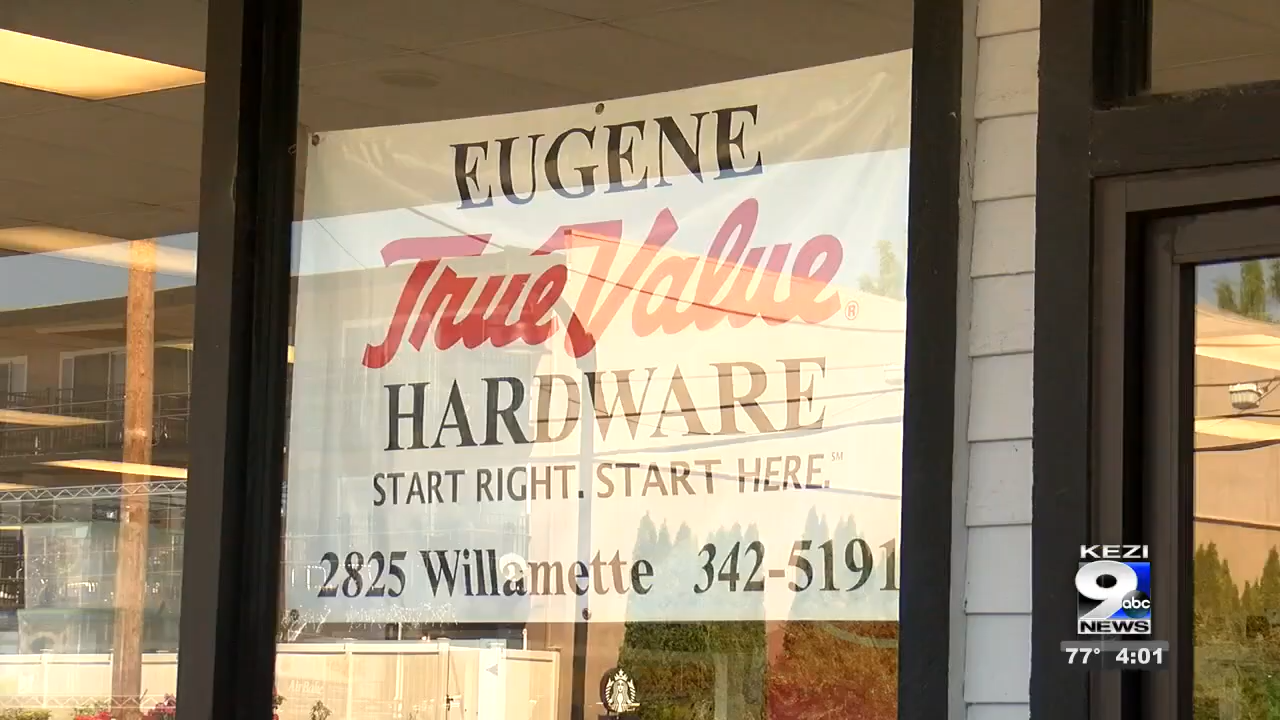 EUGENE
True Value®
HARDWARE
START RIGHT. START HERE.℠
2825 Willamette 342-5191
KEZI
9 abc
NEWS
77° 4:01